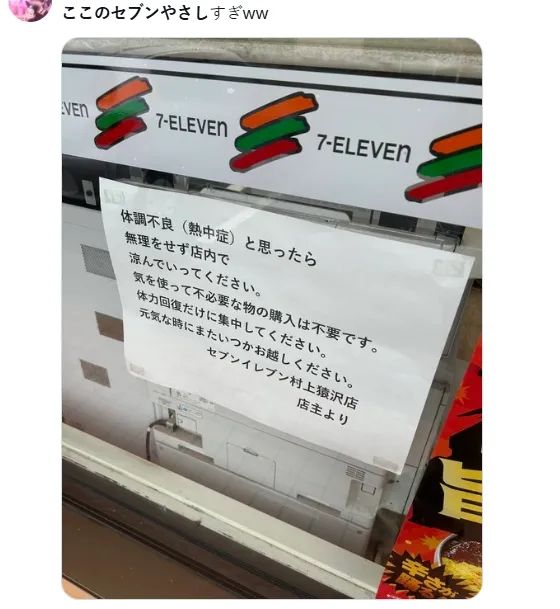 ここのセブンやさしすぎww
EVEN
7-ELEVEN
7-ELEVEN
体調不良（熱中症）と思ったら
無理をせず店内で
涼んでいってください。
気を使って不必要な物の購入は不要です。
体力回復だけに集中してください。
元気な時にまたいつかお越しください。
セブンイレブン村上猿沢店
店主より
旨
辛さが